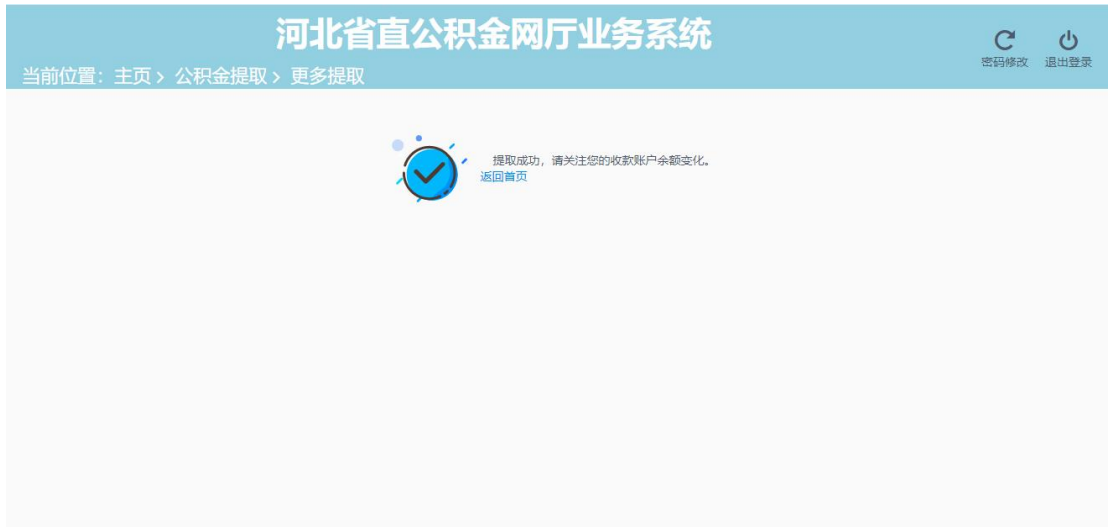 河北省直公积金网厅业务系统
密码修改 退出登录
当前位置：主页 > 公积金提取 > 更多提取
提取成功，请关注您的收款账户余额变化。
返回首页